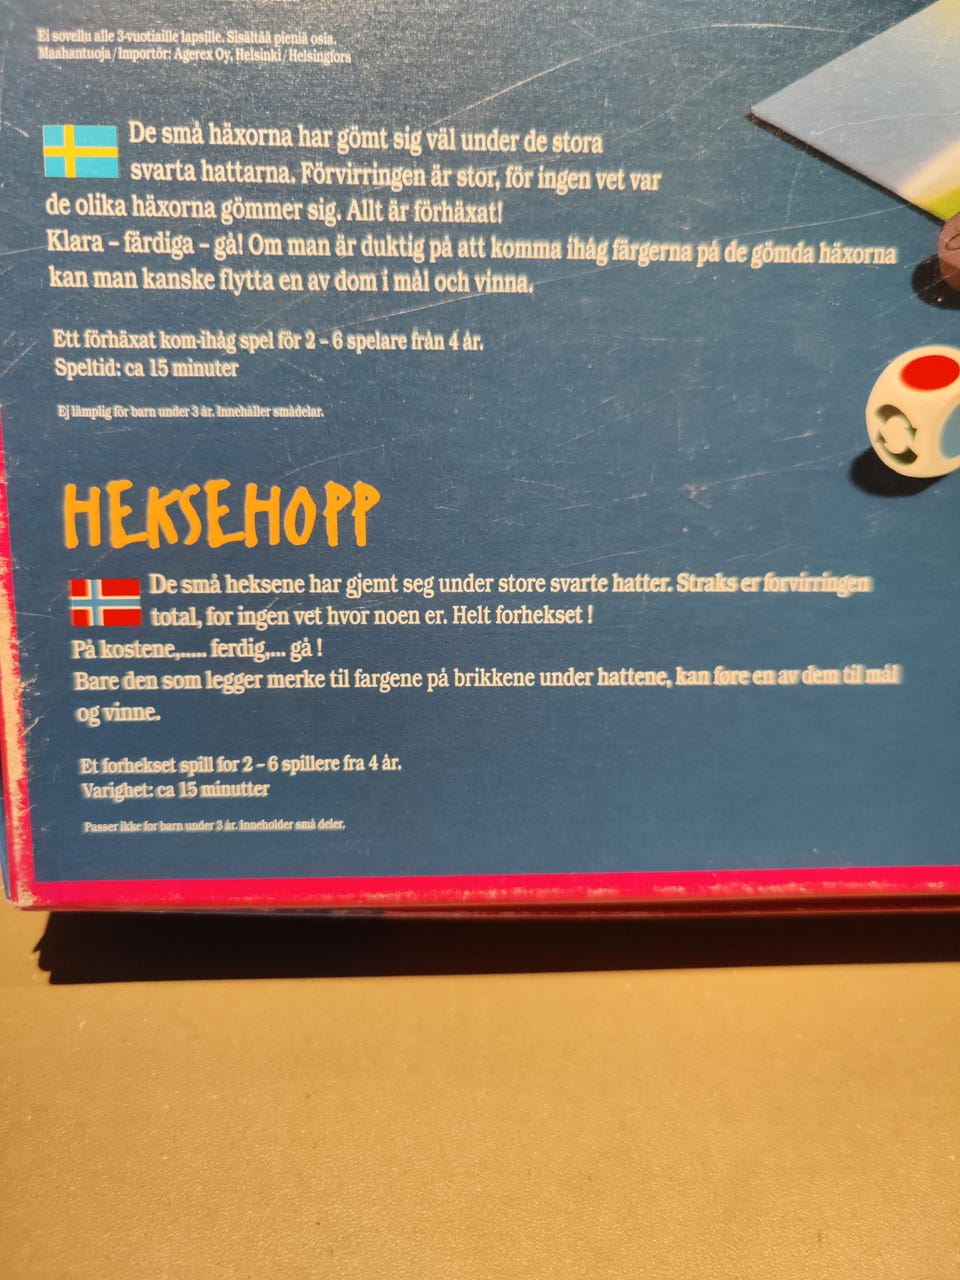 Ei sovellu alle 3-vuotiaille lapsille. Sisältää pieniä osia.
Maahantuoja / Importör: Agerex Oy, Helsinki / Helsingfors
De små häxorna har gömt sig väl under de stora
svarta hattarna. Förvirringen är stor, för ingen vet var
de olika häxorna gömmer sig. Allt är förhäxat!
Klara – färdiga – gå! Om man är duktig på att komma ihåg färgerna på de gömda häxorna
kan man kanske flytta en av dom i mål och vinna.
Ett förhäxat kom-ihåg spel för 2 – 6 spelare från 4 år.
Speltid: ca 15 minuter
Ej lämplig för barn under 3 år. Innehåller smådelar.
HEKSEHOPP
De små heksene har gjemt seg under store svarte hatter. Straks er forvirringen
total, for ingen vet hvor noen er. Helt forhekset !
På kostene,..... ferdig,... gå !
Bare den som legger merke til fargene på brikkene under hattene, kan føre en av dem til mål
og vinne.
Et forhekset spill for 2 – 6 spillere fra 4 år.
Varighet: ca 15 minutter
Passer ikke for barn under 3 år. Inneholder små deler.